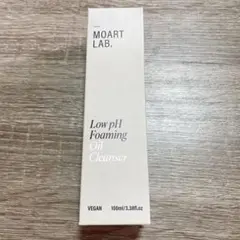 MOART
LAB.
Low pH
Foaming
Oil
Cleanser
VEGAN 100ml/3.38fl.oz